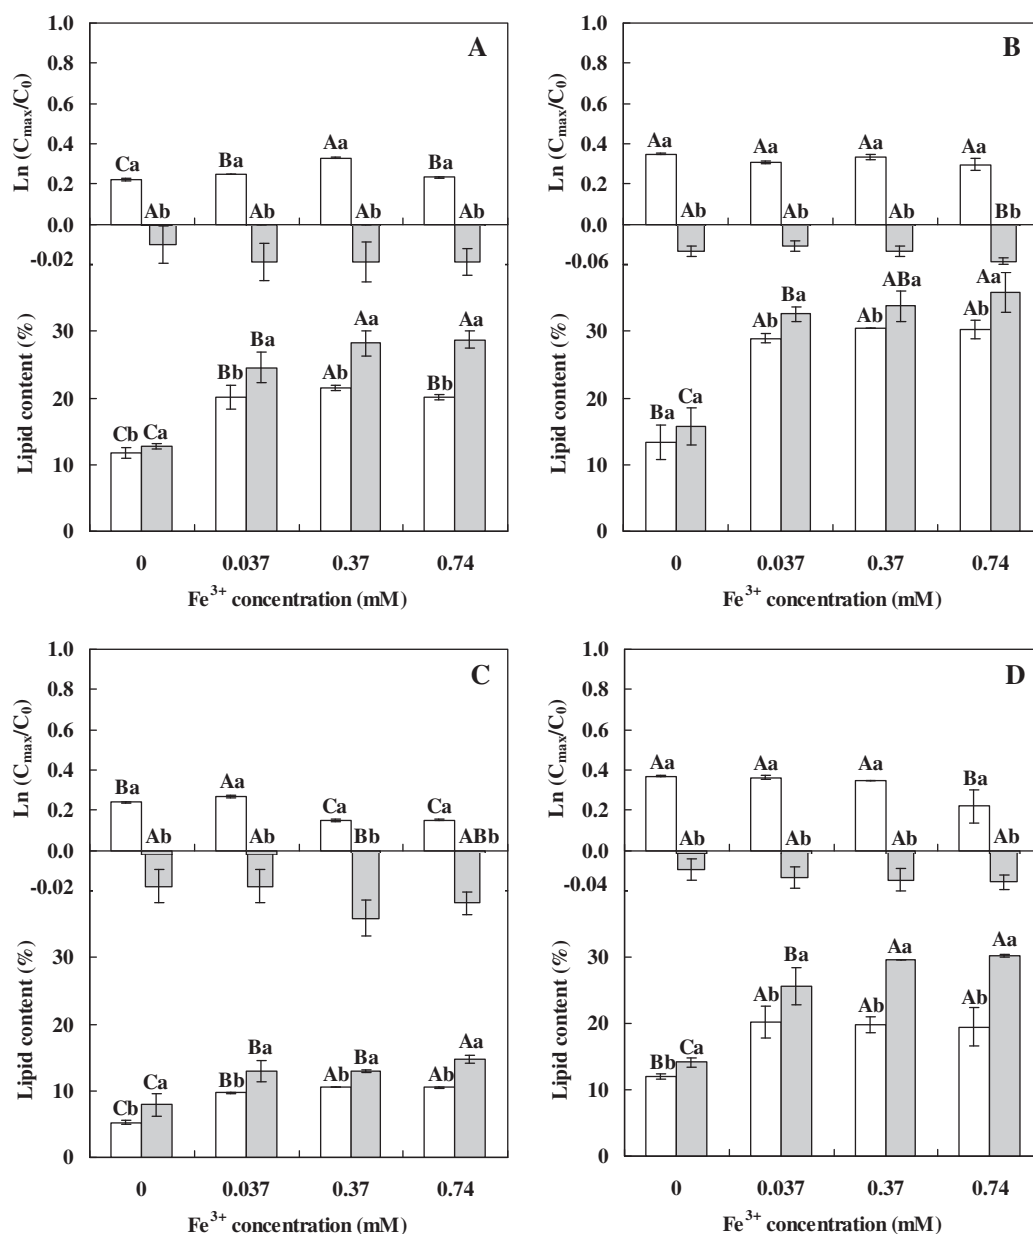 A
Ln (Cmax/C0)
1.0
0.8
0.6
0.4
0.2
0.0
-0.02
Ca Ba Aa Ba
Ab Ab Ab Ab
Lipid content (%)
30
20
10
0
Cb Ca Bb Ba Ab Aa Bb Aa
0 0.037 0.37 0.74
Fe³⁺ concentration (mM)
B
Ln (Cmax/C0)
1.0
0.8
0.6
0.4
0.2
0.0
-0.06
Aa Aa Aa Aa
Ab Ab Ab Bb
Lipid content (%)
30
20
10
0
Ba Ca Ab Ba Ab ABa Ab Aa
0 0.037 0.37 0.74
Fe³⁺ concentration (mM)
C
Ln (Cmax/C0)
1.0
0.8
0.6
0.4
0.2
0.0
-0.02
Ba Aa Ca Ca
Ab Ab Bb ABb
Lipid content (%)
30
20
10
0
Cb Ca Bb Ba Ab Ba Ab Aa
0 0.037 0.37 0.74
Fe³⁺ concentration (mM)
D
Ln (Cmax/C0)
1.0
0.8
0.6
0.4
0.2
0.0
-0.04
Aa Aa Aa Ba
Ab Ab Ab Ab
Lipid content (%)
30
20
10
0
Bb Ca Ab Ba Ab Aa Ab Aa
0 0.037 0.37 0.74
Fe³⁺ concentration (mM)